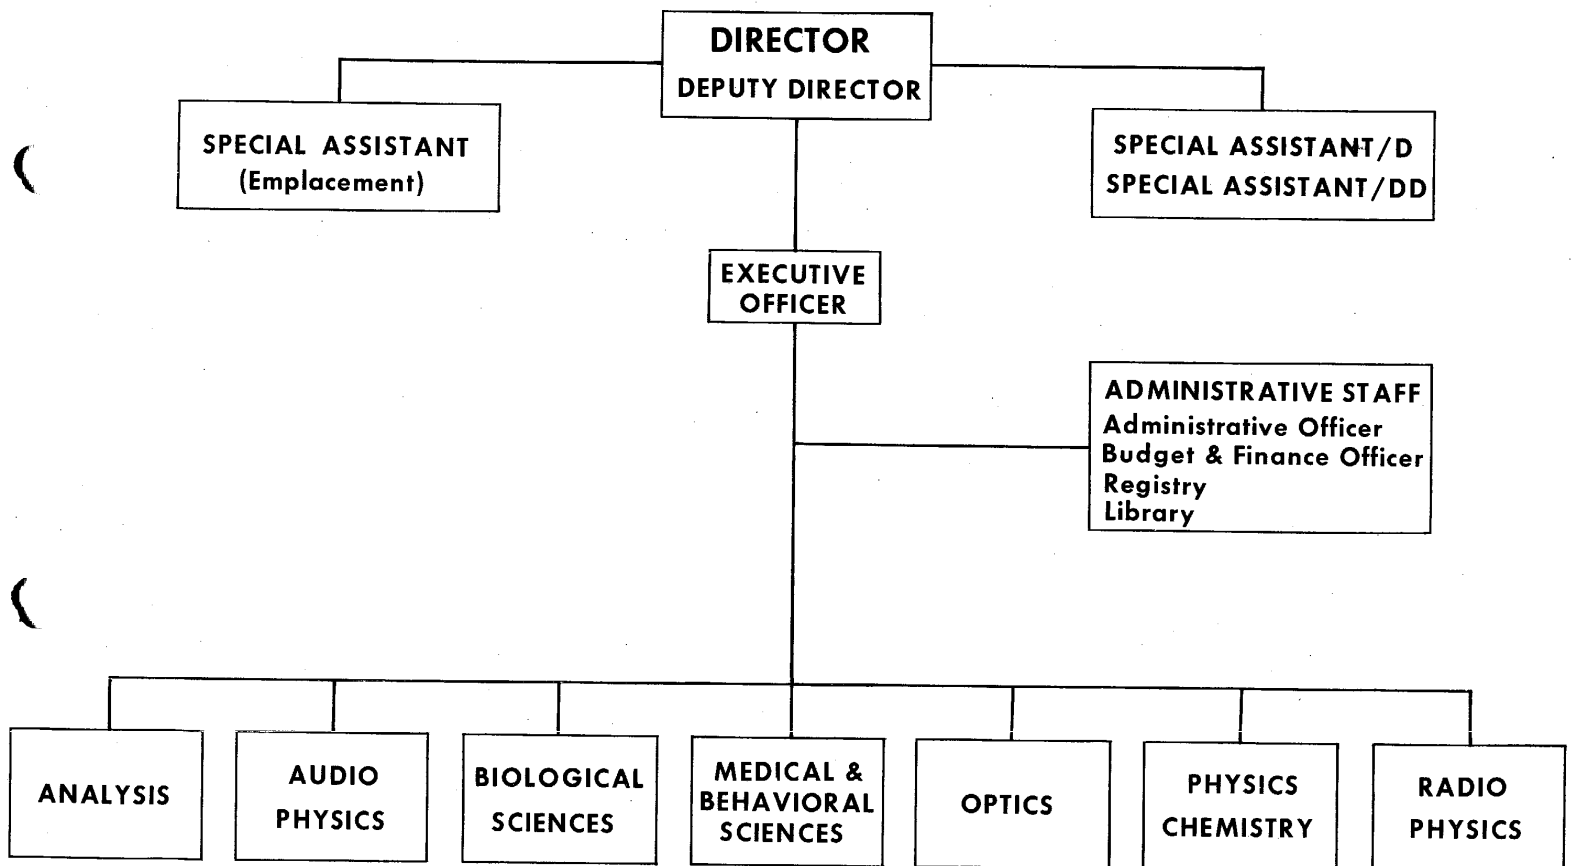 DIRECTOR
DEPUTY DIRECTOR
SPECIAL ASSISTANT
(Emplacement)
SPECIAL ASSISTANT/D
SPECIAL ASSISTANT/DD
EXECUTIVE
OFFICER
ADMINISTRATIVE STAFF
Administrative Officer
Budget & Finance Officer
Registry
Library
ANALYSIS
AUDIO
PHYSICS
BIOLOGICAL
SCIENCES
MEDICAL &
BEHAVIORAL
SCIENCES
OPTICS
PHYSICS
CHEMISTRY
RADIO
PHYSICS